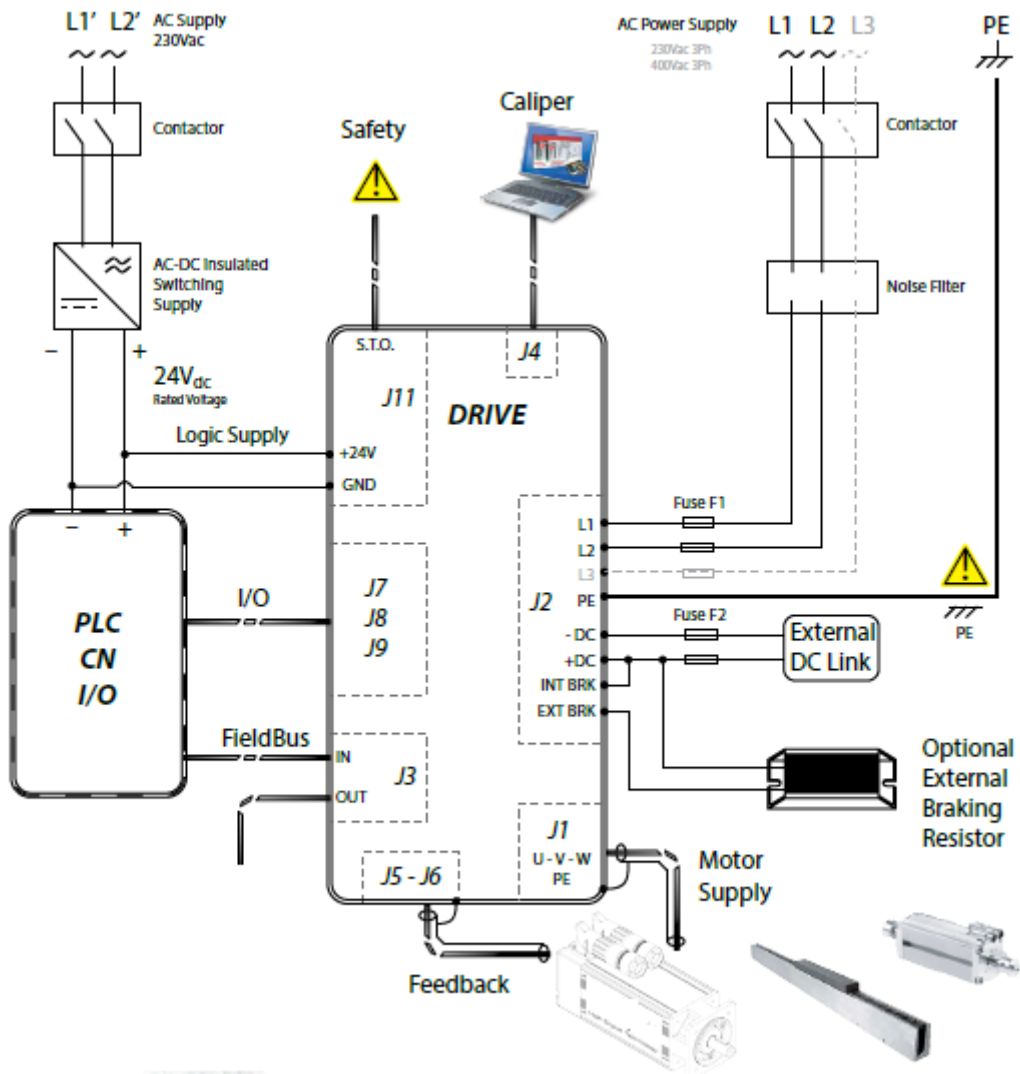 L1' L2' AC Supply
230Vac
Contactor
AC-DC Insulated
Switching
Supply
− +
24Vdc
Rated Voltage
Logic Supply
− +
PLC
CN
I/O
I/O
FieldBus
Safety
Caliper
AC Power Supply
230Vac 3Ph
400Vac 3Ph
L1 L2 L3
PE
Contactor
Noise Filter
S.T.O.
J4
J11
DRIVE
+24V
GND
J7
J8
J9
IN
J3
OUT
J5 - J6
J2
L1
L2
L3
PE
- DC
+DC
INT BRK
EXT BRK
J1
U - V - W
PE
Fuse F1
PE
Fuse F2
External
DC Link
Optional
External
Braking
Resistor
Motor
Supply
Feedback